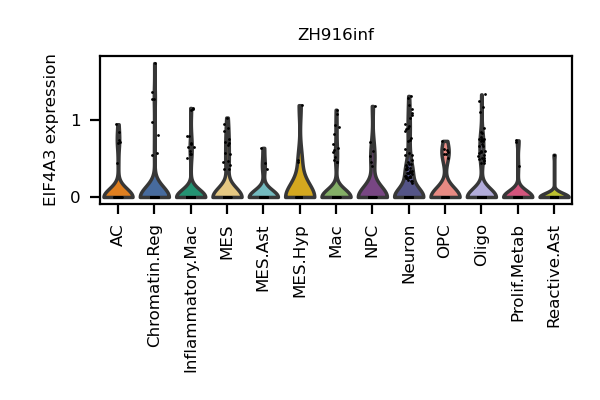 ZH916inf
EIF4A3 expression
1
0
AC
Chromatin.Reg
Inflammatory.Mac
MES
MES.Ast
MES.Hyp
Mac
NPC
Neuron
OPC
Oligo
Prolif.Metab
Reactive.Ast